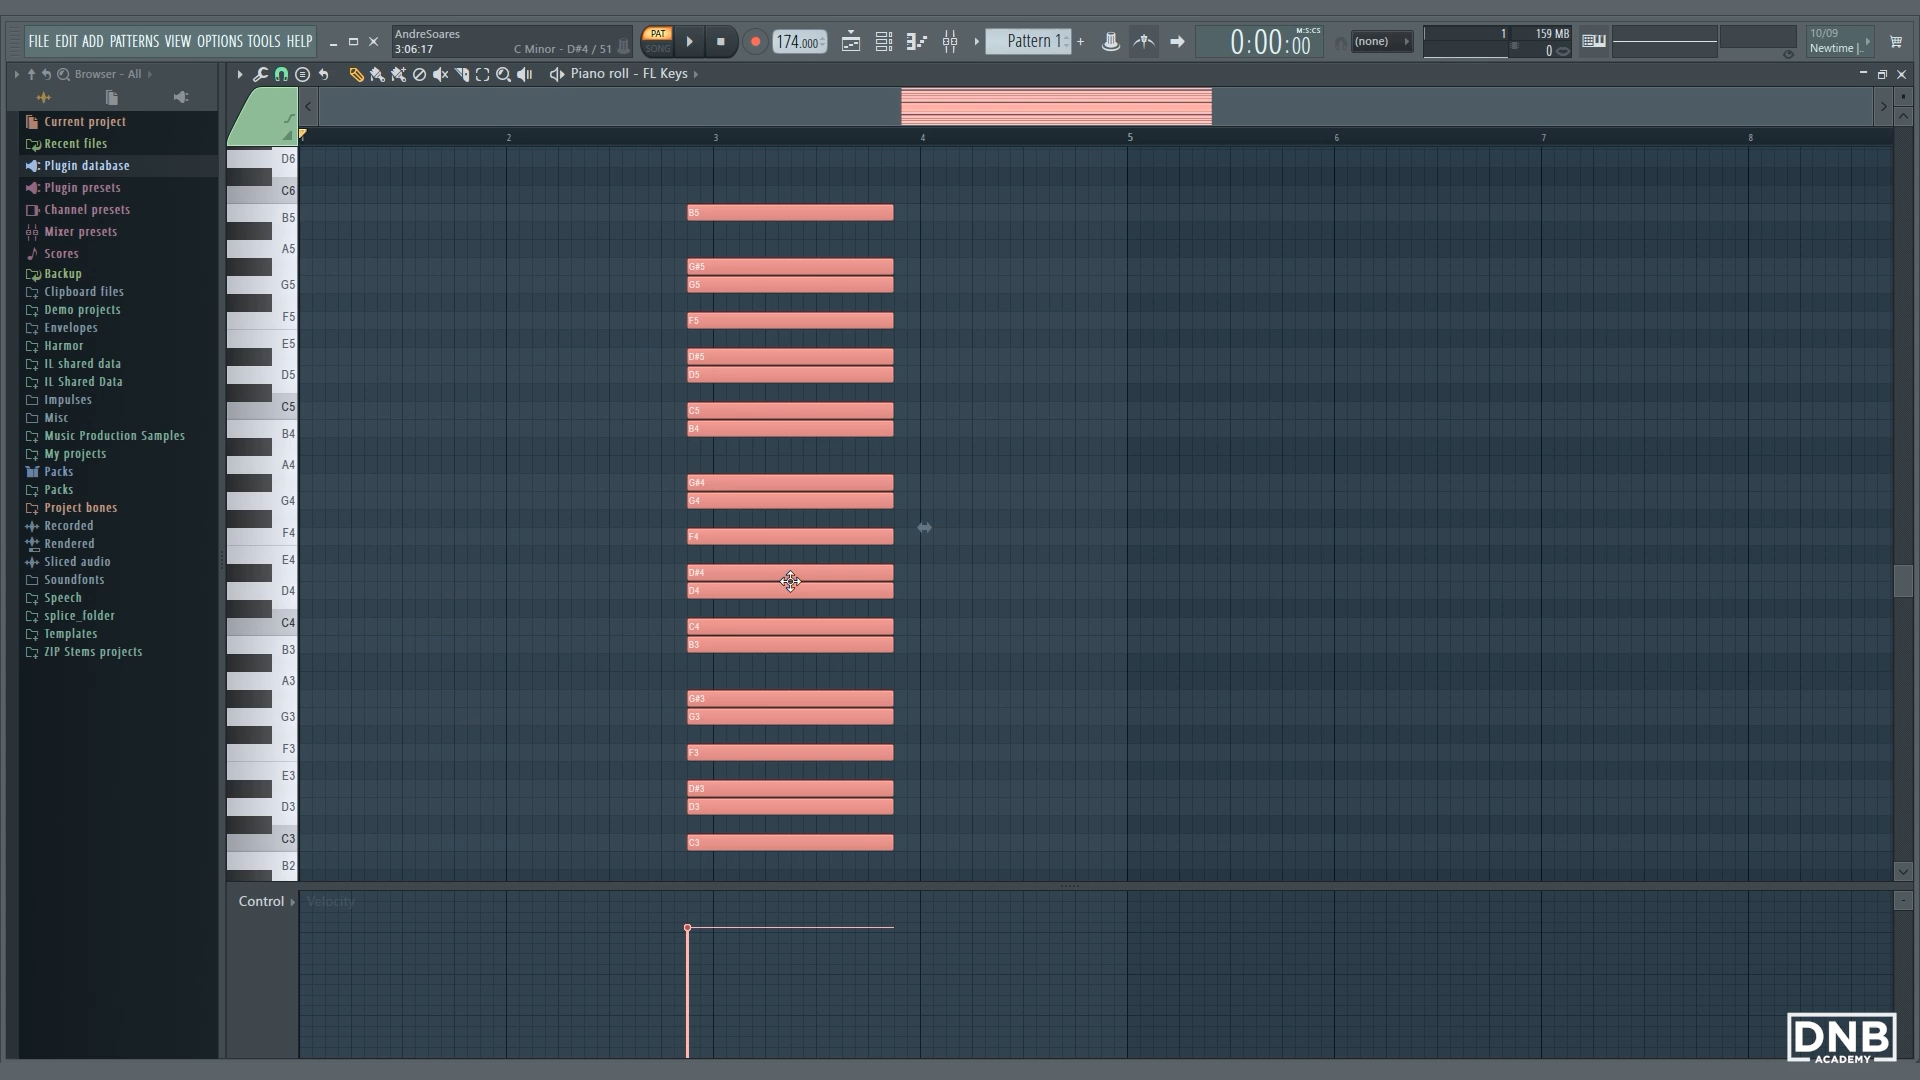 FILE EDIT ADD PATTERNS VIEW OPTIONS TOOLS HELP
AndreSoares
3:06:17
C Minor - D#4 / 51
PAT
SONG
174.000
Pattern 1
+
0:00:00
M:S:CS
(none)
1
159 MB
0
10/09
Newtime |..
Browser - All
Piano roll - FL Keys
Current project
Recent files
Plugin database
Plugin presets
Channel presets
Mixer presets
Scores
Backup
Clipboard files
Demo projects
Envelopes
Harmor
IL shared data
IL Shared Data
Impulses
Misc
Music Production Samples
My projects
Packs
Packs
Project bones
Recorded
Rendered
Sliced audio
Soundfonts
Speech
splice_folder
Templates
ZIP Stems projects
2 3 4 5 6 7 8
D6
C6
B5
A5
G5
F5
E5
D5
C5
B4
A4
G4
F4
E4
D4
C4
B3
A3
G3
F3
E3
D3
C3
B2
B5
G#5
G5
F5
D#5
D5
C5
B4
G#4
G4
F4
D#4
D4
C4
B3
G#3
G3
F3
D#3
D3
C3
Control
Velocity
DNB
ACADEMY